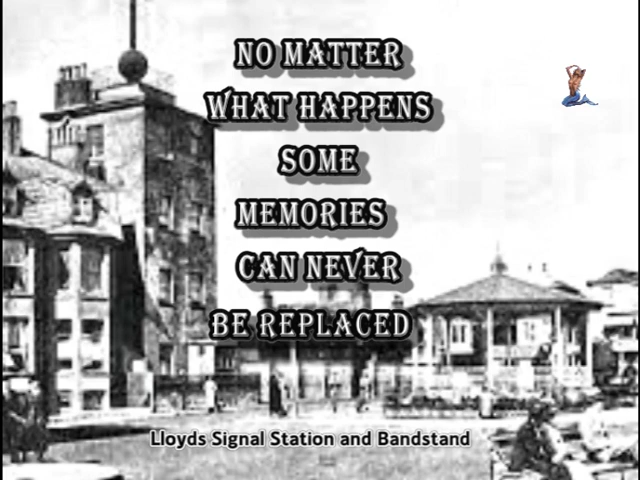 NO MATTER
WHAT HAPPENS
SOME
MEMORIES
CAN NEVER
BE REPLACED
Lloyds Signal Station and Bandstand